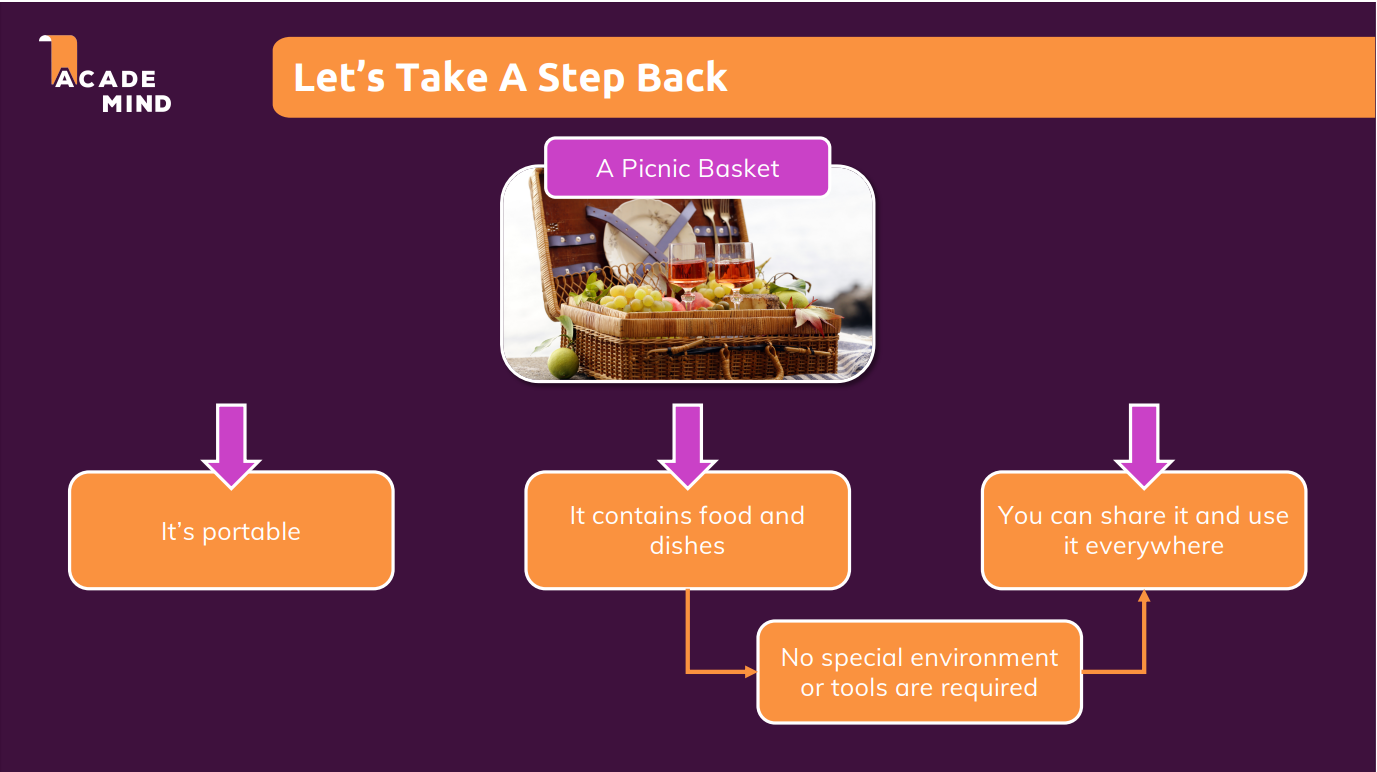 ACADE
MIND
Let’s Take A Step Back
A Picnic Basket
It’s portable
It contains food and
dishes
You can share it and use
it everywhere
No special environment
or tools are required